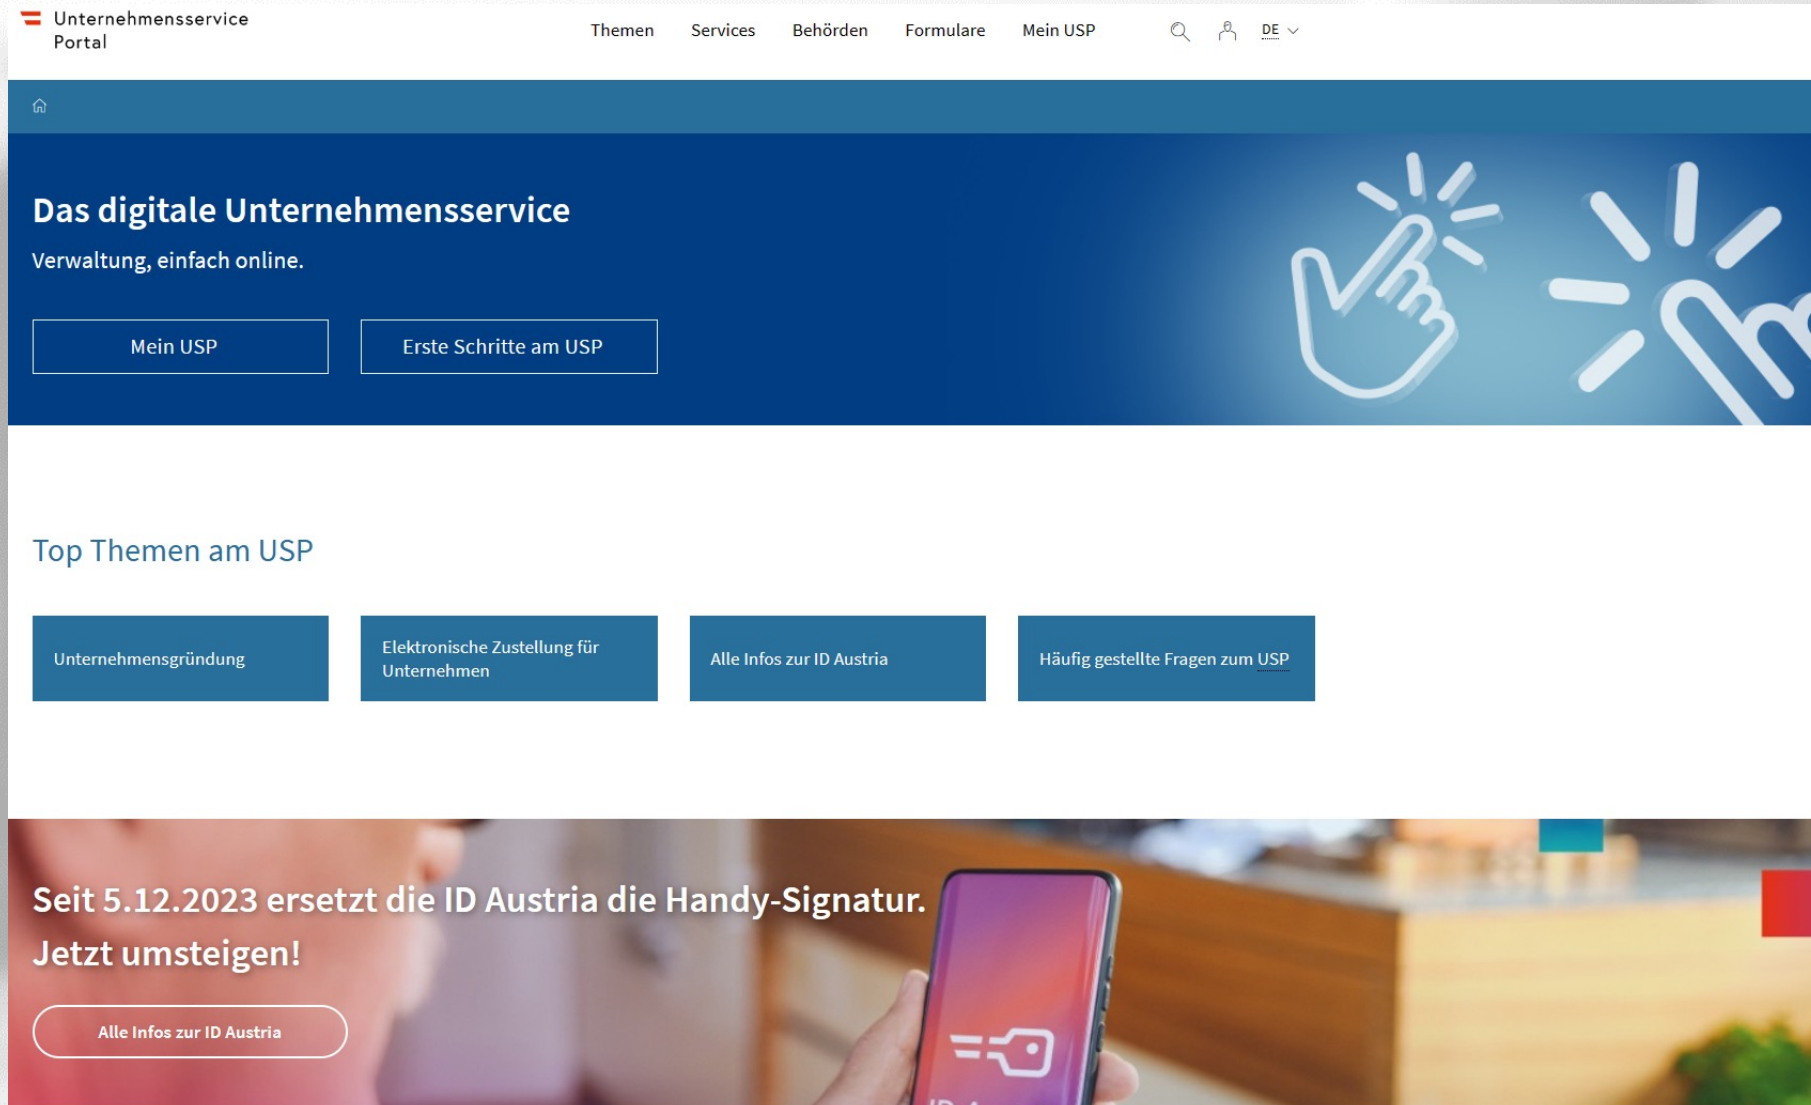 Unternehmensservice
Portal
Themen Services Behörden Formulare Mein USP DE
Das digitale Unternehmensservice
Verwaltung, einfach online.
Mein USP
Erste Schritte am USP
Top Themen am USP
Unternehmensgründung
Elektronische Zustellung für
Unternehmen
Alle Infos zur ID Austria
Häufig gestellte Fragen zum USP
Seit 5.12.2023 ersetzt die ID Austria die Handy-Signatur.
Jetzt umsteigen!
Alle Infos zur ID Austria